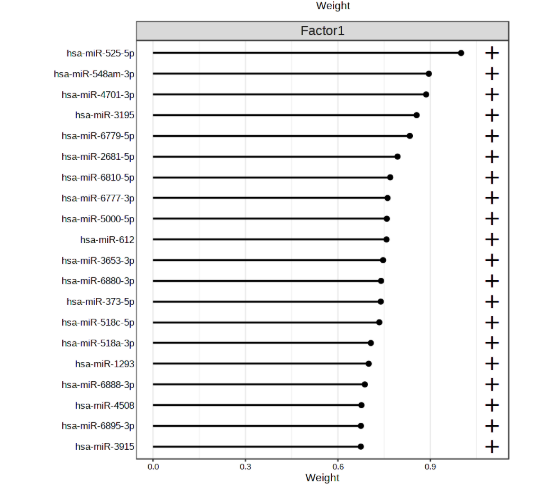 Weight
Factor1
hsa-miR-525-5p
hsa-miR-548am-3p
hsa-miR-4701-3p
hsa-miR-3195
hsa-miR-6779-5p
hsa-miR-2681-5p
hsa-miR-6810-5p
hsa-miR-6777-3p
hsa-miR-5000-5p
hsa-miR-612
hsa-miR-3653-3p
hsa-miR-6880-3p
hsa-miR-373-5p
hsa-miR-518c-5p
hsa-miR-518a-3p
hsa-miR-1293
hsa-miR-6888-3p
hsa-miR-4508
hsa-miR-6895-3p
hsa-miR-3915
0.0 0.3 0.6 0.9
Weight